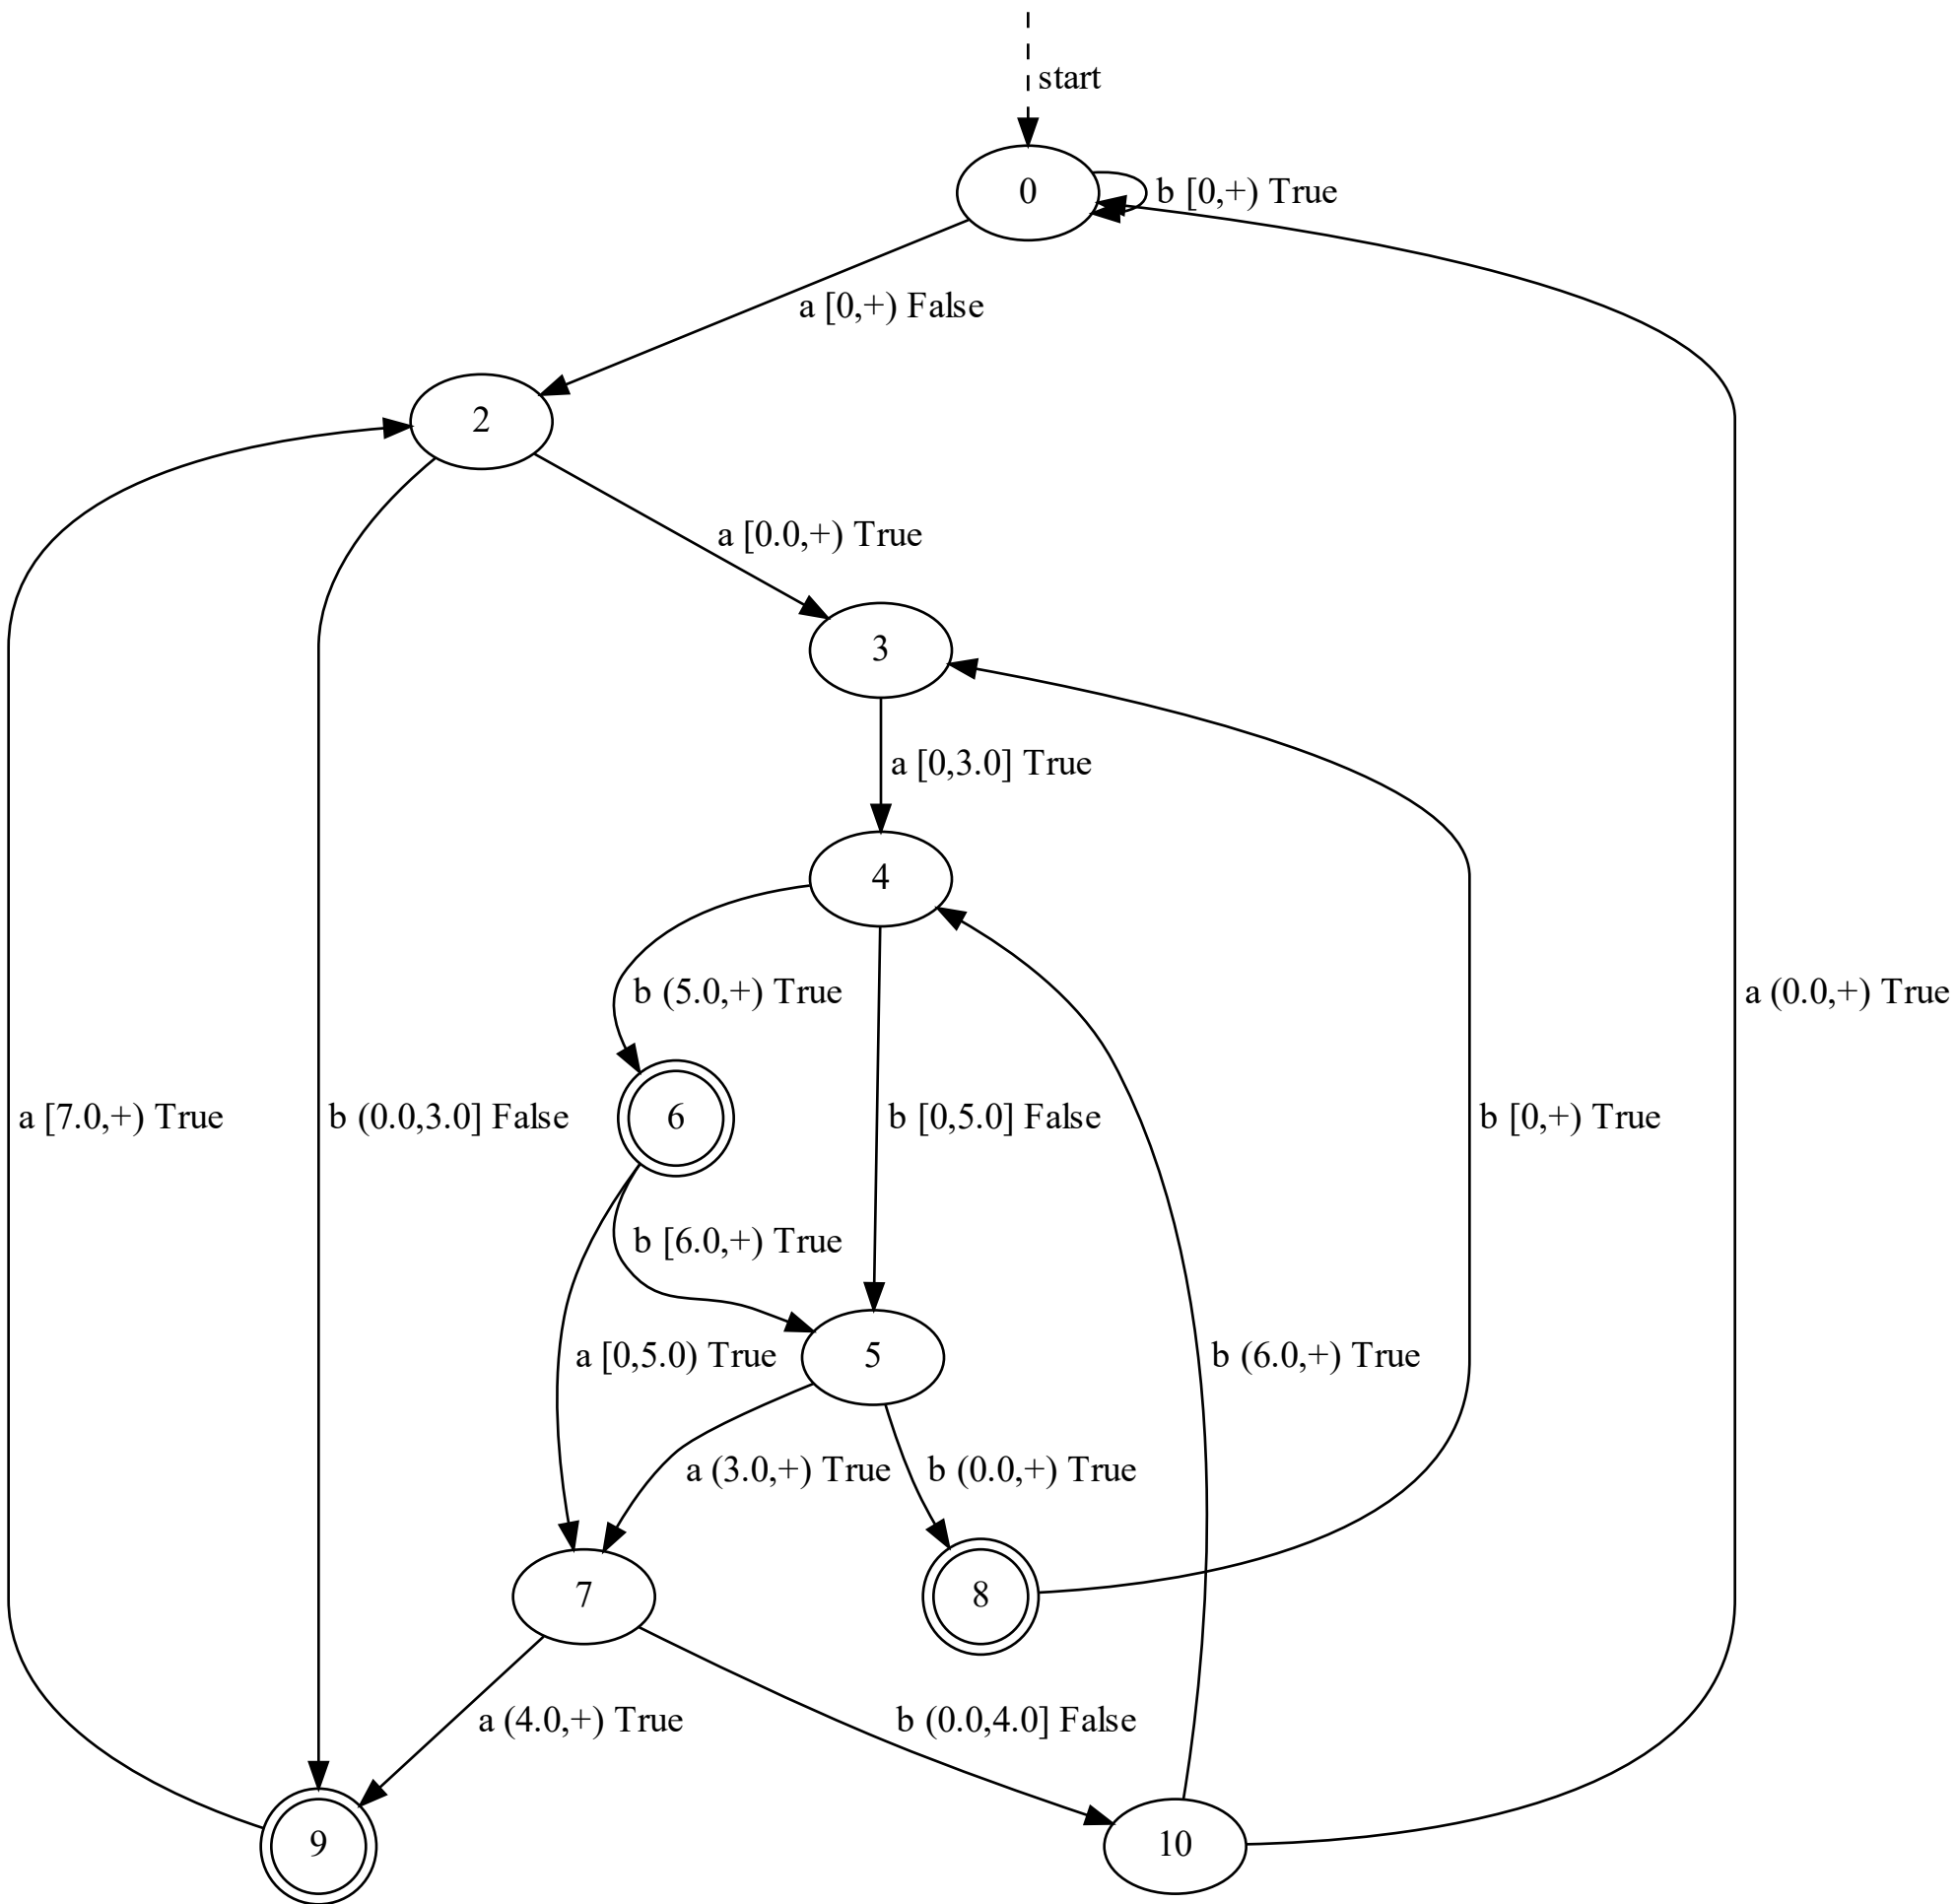 start
0
b [0,+) True
a [0,+) False
2
a [0.0,+) True
3
a [0,3.0] True
4
b (5.0,+) True
a (0.0,+) True
a [7.0,+) True
b (0.0,3.0] False
6
b [0,5.0] False
b [0,+) True
b [6.0,+) True
a [0,5.0) True
5
b (6.0,+) True
a (3.0,+) True
b (0.0,+) True
7
8
a (4.0,+) True
b (0.0,4.0] False
9
10